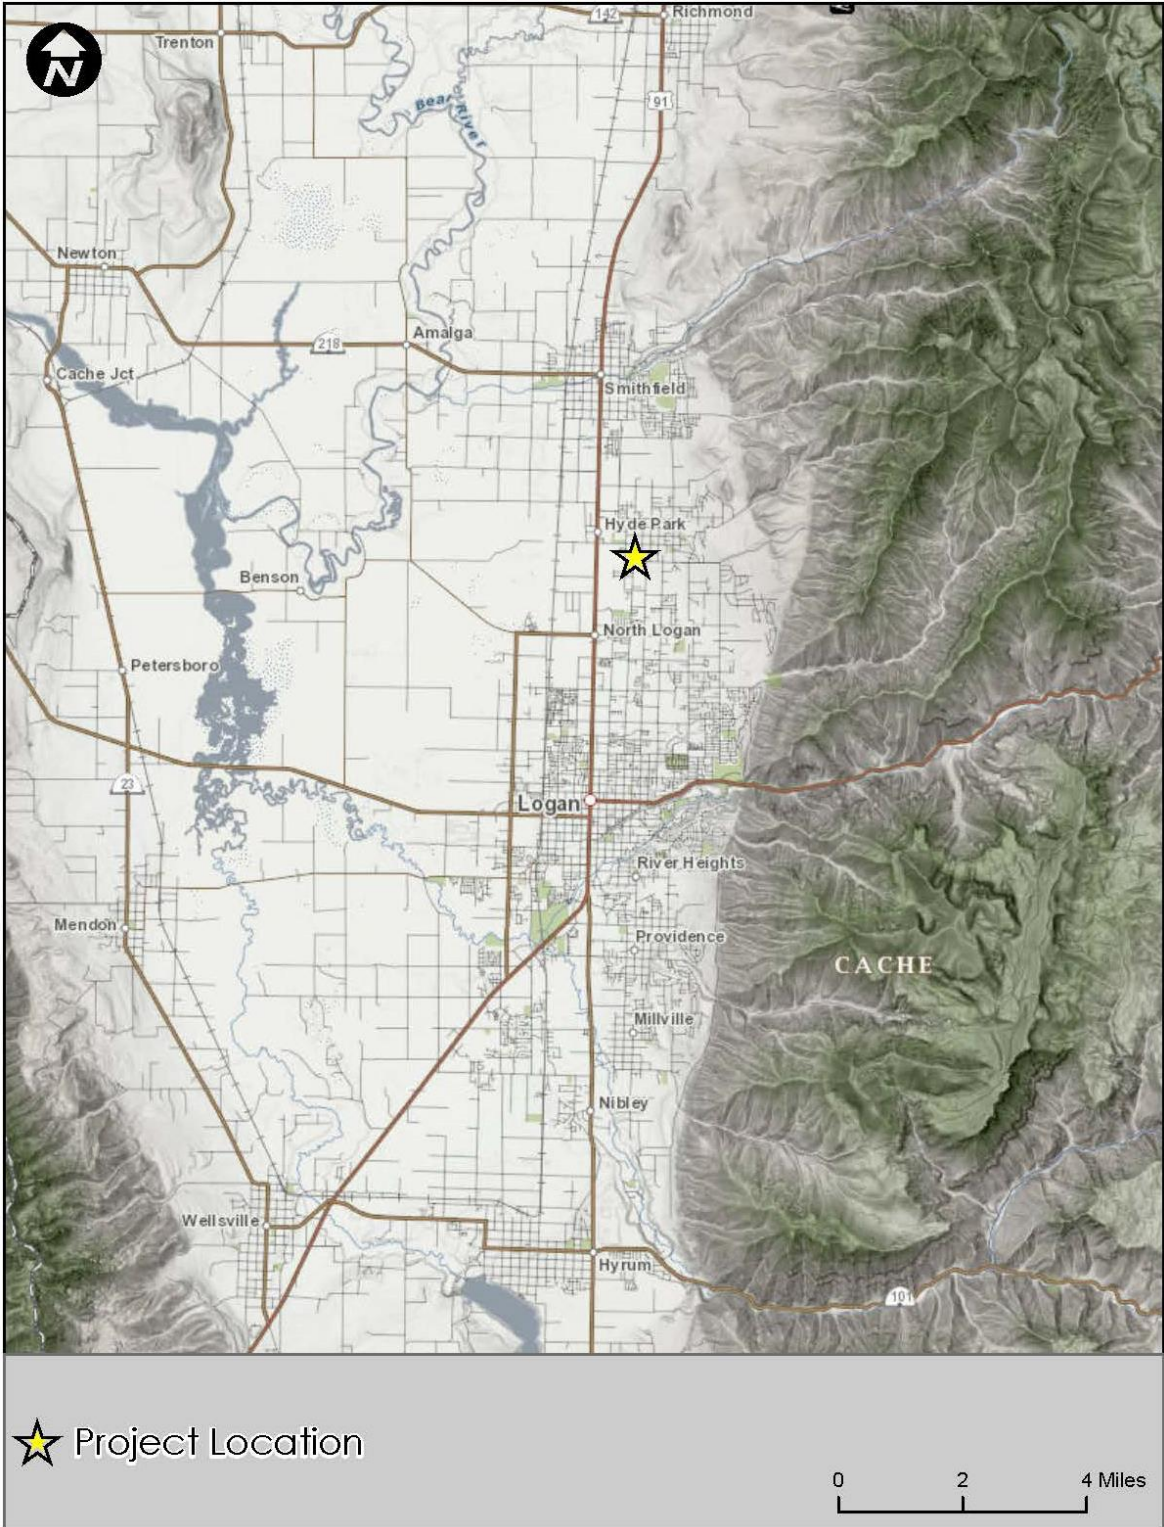 142
Richmond
Trenton
N
91
Bear River
Newton
Amalga
218
Cache Jct
Smithfield
Hyde Park
Benson
North Logan
Petersboro
23
Logan
River Heights
Mendon
Providence
CACHE
Millville
Nibley
Wellsville
Hyrum
101
Project Location
0 2 4 Miles